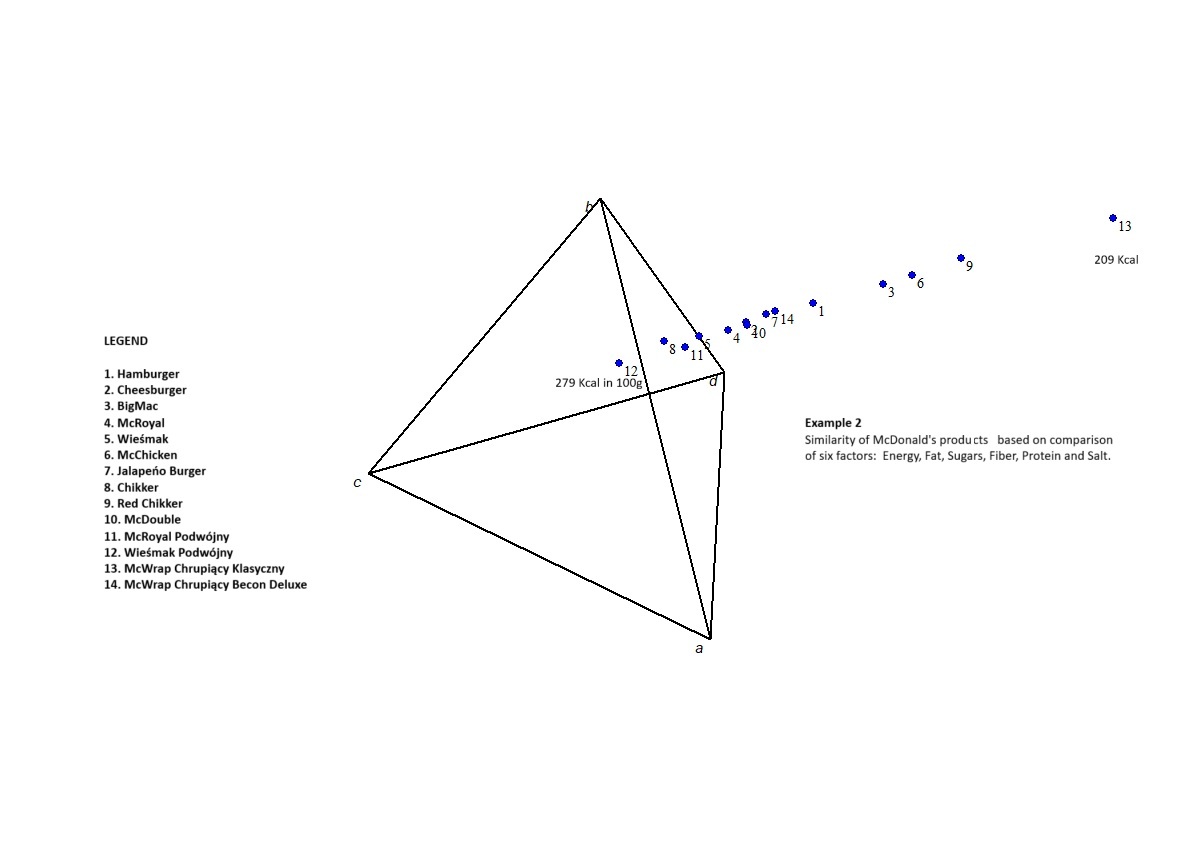 b
13
209 Kcal
9
6
3
1
14
7
2
10
4
5
8
11
12
279 Kcal in 100g
d
c
a
LEGEND
1. Hamburger
2. Cheesburger
3. BigMac
4. McRoyal
5. Wieśmak
6. McChicken
7. Jalapeńo Burger
8. Chikker
9. Red Chikker
10. McDouble
11. McRoyal Podwójny
12. Wieśmak Podwójny
13. McWrap Chrupiący Klasyczny
14. McWrap Chrupiący Becon Deluxe
Example 2
Similarity of McDonald's products based on comparison
of six factors: Energy, Fat, Sugars, Fiber, Protein and Salt.